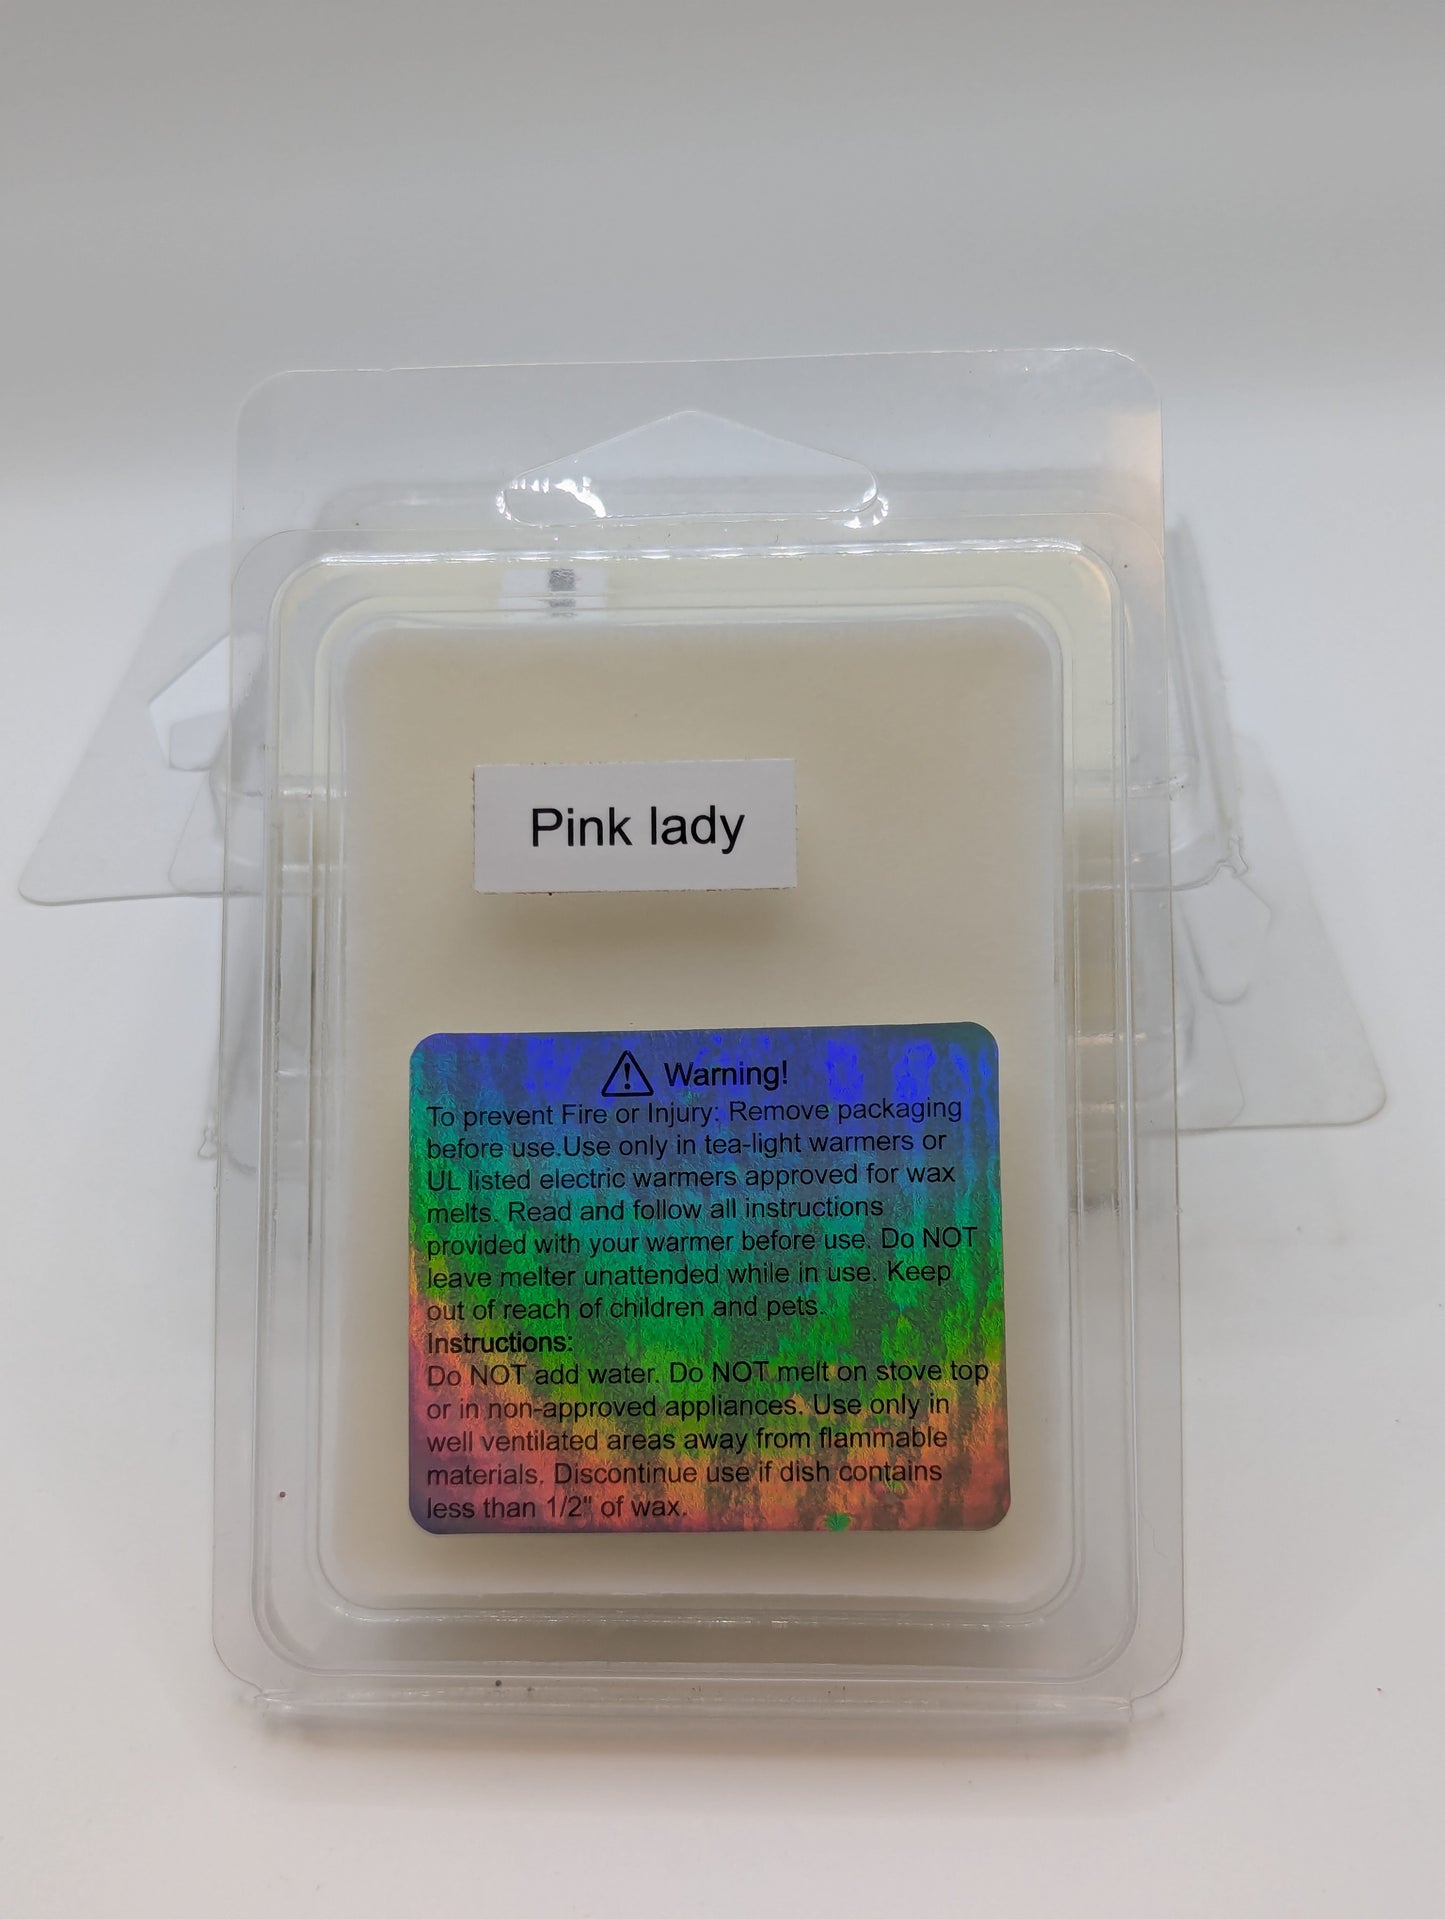 Pink lady
⚠ Warning!
To prevent Fire or Injury: Remove packaging
before use.Use only in tea-light warmers or
UL listed electric warmers approved for wax
melts. Read and follow all instructions
provided with your warmer before use. Do NOT
leave melter unattended while in use. Keep
out of reach of children and pets.
Instructions:
Do NOT add water. Do NOT melt on stove top
or in non-approved appliances. Use only in
well ventilated areas away from flammable
materials. Discontinue use if dish contains
less than 1/2" of wax.